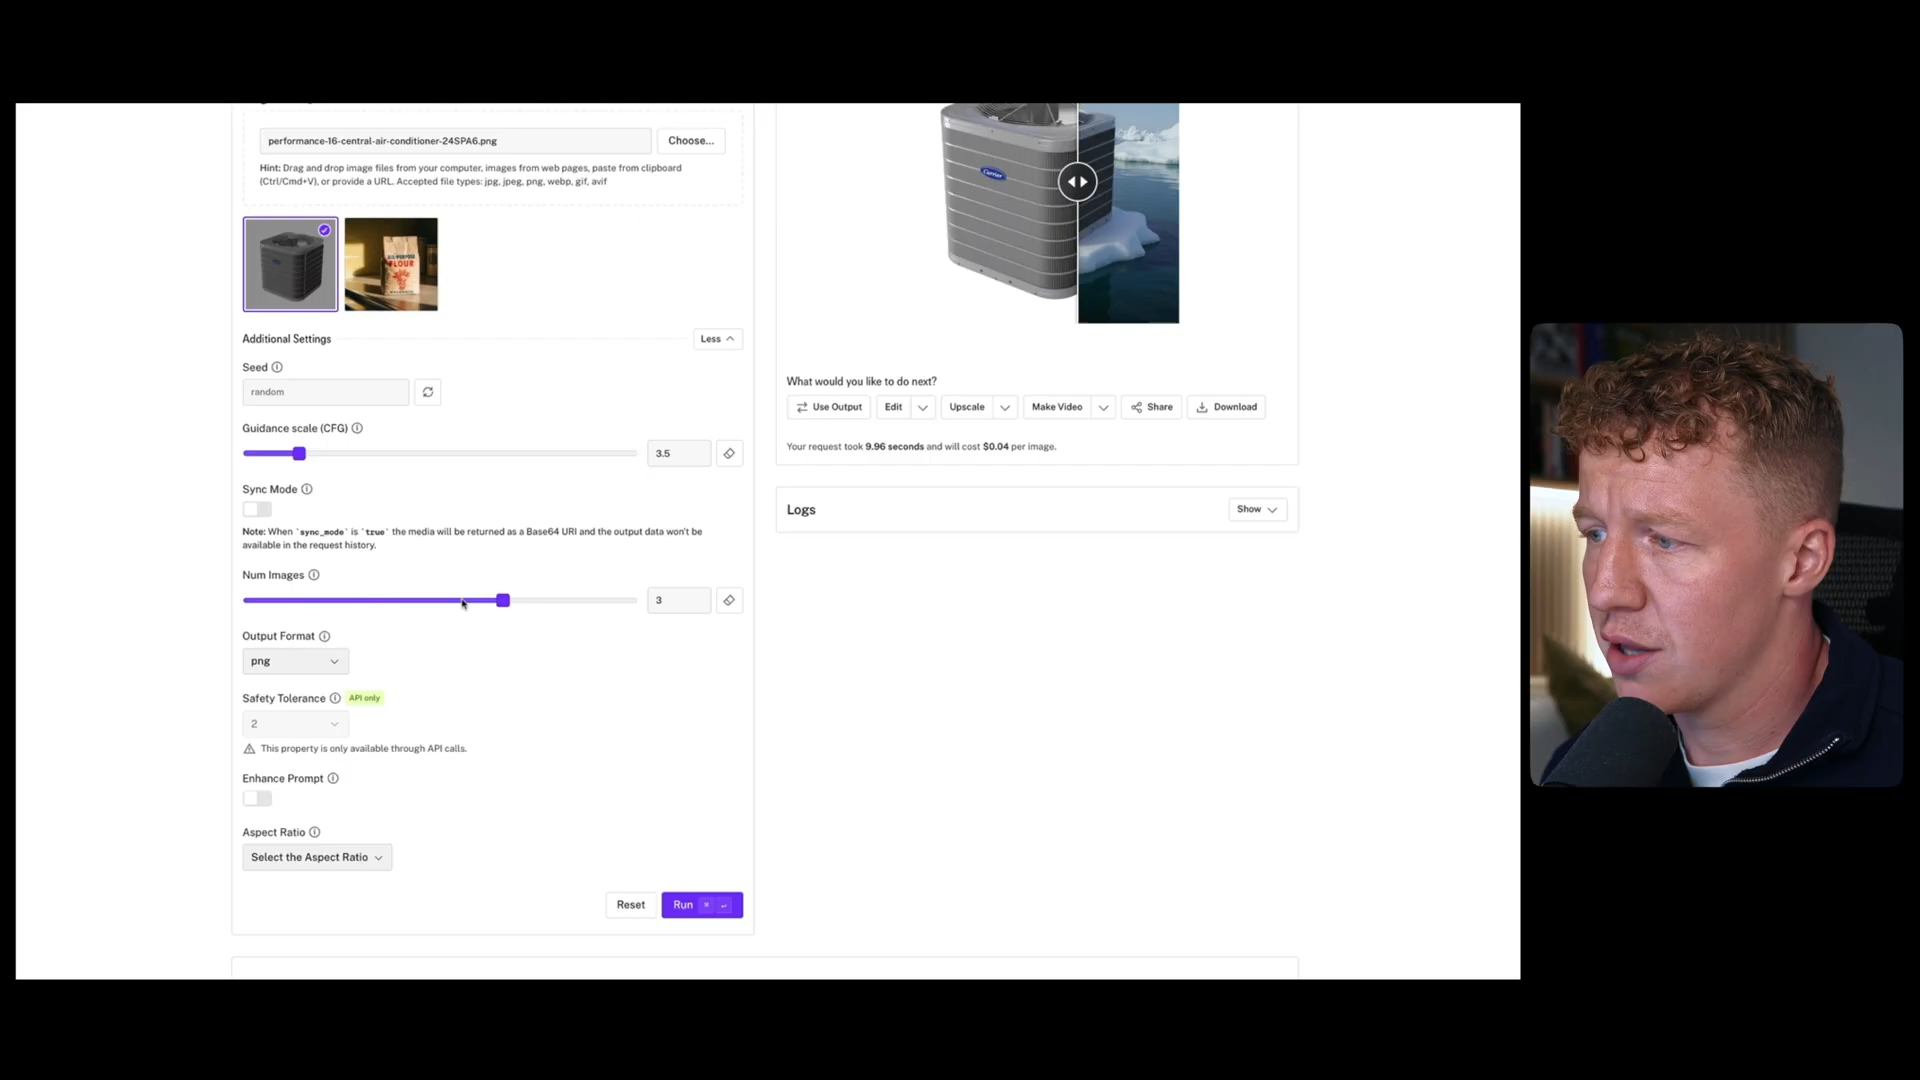 performance-16-central-air-conditioner-24SPA6.png
Choose...
Hint: Drag and drop image files from your computer, images from web pages, paste from clipboard
(Ctrl/Cmd+V), or provide a URL. Accepted file types: jpg, jpeg, png, webp, gif, avif
ALL-PURPOSE
FLOUR
Additional Settings
Less
Seed
random
Guidance scale (CFG)
3.5
Sync Mode
Note: When `sync_mode` is `true` the media will be returned as a Base64 URI and the output data won't be
available in the request history.
Num Images
3
Output Format
png
Safety Tolerance
API only
2
This property is only available through API calls.
Enhance Prompt
Aspect Ratio
Select the Aspect Ratio
Reset
Run
Carrier
What would you like to do next?
Use Output
Edit
Upscale
Make Video
Share
Download
Your request took 9.96 seconds and will cost $0.04 per image.
Logs
Show